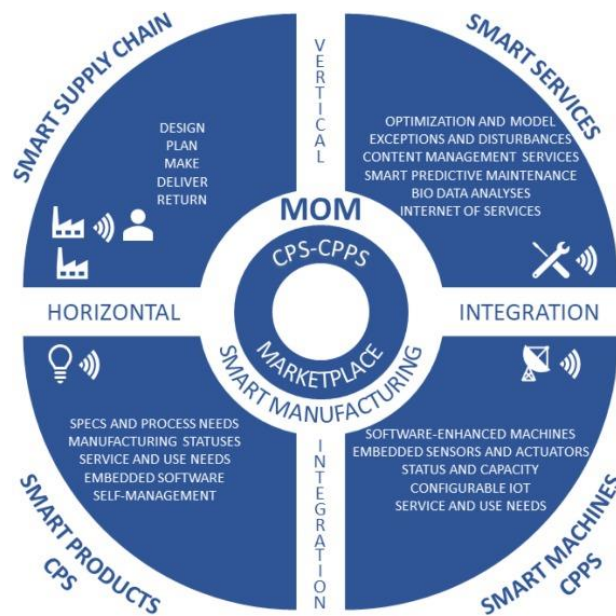 SMART SUPPLY CHAIN
VERTICAL
SMART SERVICES
DESIGN
PLAN
MAKE
DELIVER
RETURN
OPTIMIZATION AND MODEL
EXCEPTIONS AND DISTURBANCES
CONTENT MANAGEMENT SERVICES
SMART PREDICTIVE MAINTENANCE
BIO DATA ANALYSES
INTERNET OF SERVICES
MOM
CPS-CPPS
HORIZONTAL
INTEGRATION
MARKETPLACE
SMART MANUFACTURING
SPECS AND PROCESS NEEDS
MANUFACTURING STATUSES
SERVICE AND USE NEEDS
EMBEDDED SOFTWARE
SELF-MANAGEMENT
INTEGRATION
SOFTWARE-ENHANCED MACHINES
EMBEDDED SENSORS AND ACTUATORS
STATUS AND CAPACITY
CONFIGURABLE IOT
SERVICE AND USE NEEDS
SMART PRODUCTS
CPS
SMART MACHINES
CPPS